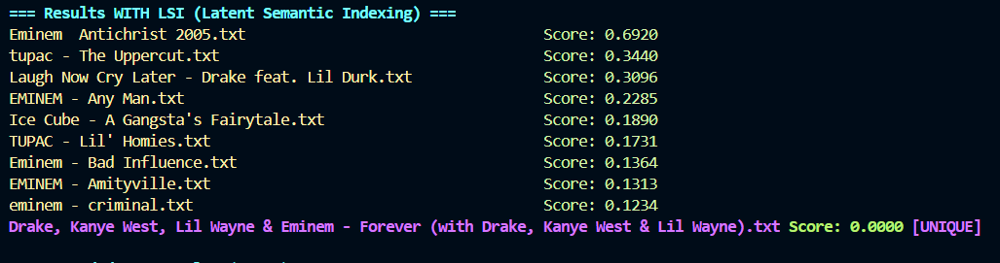 === Results WITH LSI (Latent Semantic Indexing) ===
Eminem  Antichrist 2005.txt Score: 0.6920
tupac - The Uppercut.txt Score: 0.3440
Laugh Now Cry Later - Drake feat. Lil Durk.txt Score: 0.3096
EMINEM - Any Man.txt Score: 0.2285
Ice Cube - A Gangsta's Fairytale.txt Score: 0.1890
TUPAC - Lil' Homies.txt Score: 0.1731
Eminem - Bad Influence.txt Score: 0.1364
EMINEM - Amityville.txt Score: 0.1313
eminem - criminal.txt Score: 0.1234
Drake, Kanye West, Lil Wayne & Eminem - Forever (with Drake, Kanye West & Lil Wayne).txt Score: 0.0000 [UNIQUE]